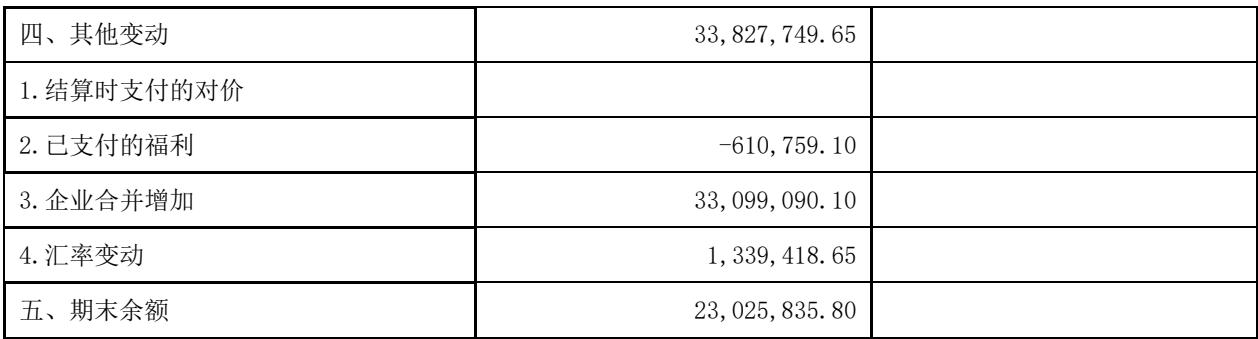 四、其他变动 33,827,749.65
1.结算时支付的对价
2.已支付的福利 -610,759.10
3.企业合并增加 33,099,090.10
4.汇率变动 1,339,418.65
五、期末余额 23,025,835.80